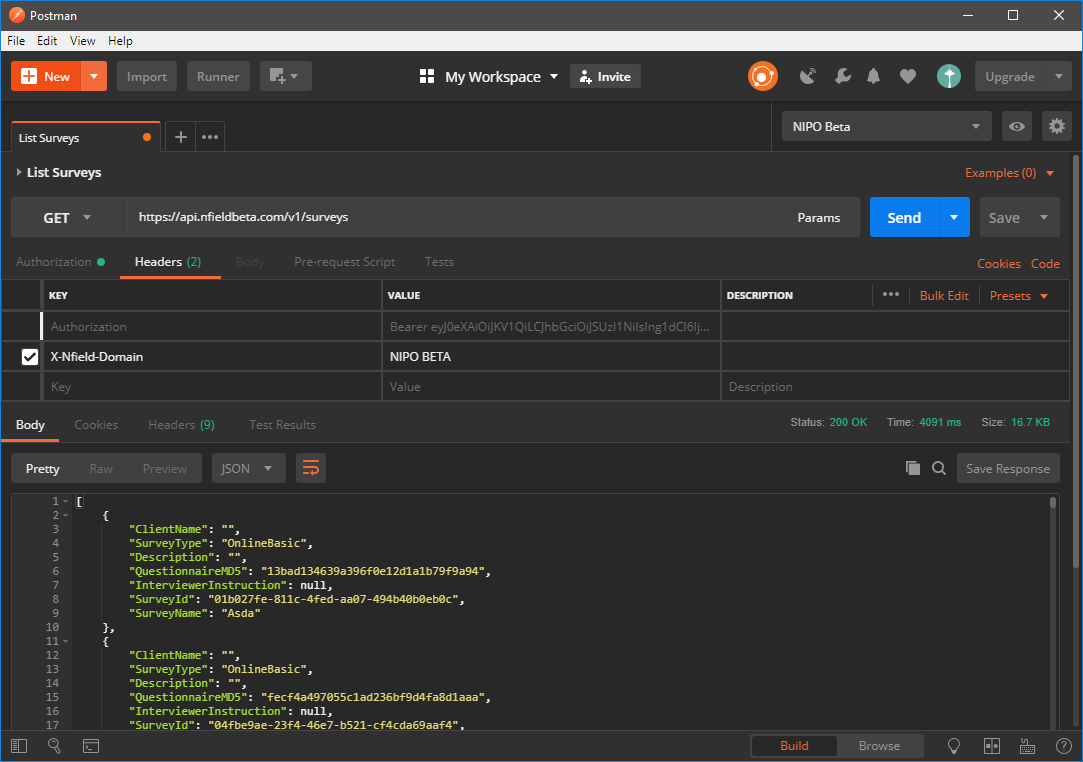 Postman
File Edit View Help
New Import Runner My Workspace Invite Upgrade
List Surveys NIPO Beta
List Surveys Examples (0)
GET https://api.nfieldbeta.com/v1/surveys Params Send Save
Authorization Headers (2) Body Pre-request Script Tests Cookies Code
KEY VALUE DESCRIPTION Bulk Edit Presets
Authorization Bearer eyJ0eXAiOiJKV1QiLCJhbGciOiJSUzI1NiIsIng1dCI6Ij...
X-Nfield-Domain NIPO BETA
Key Value Description
Body Cookies Headers (9) Test Results Status: 200 OK Time: 4091 ms Size: 16.7 KB
Pretty Raw Preview JSON Save Response
1 [
2 {
3 "ClientName": "",
4 "SurveyType": "OnlineBasic",
5 "Description": "",
6 "QuestionnaireMD5": "13bad134639a396f0e12d1a1b79f9a94",
7 "InterviewerInstruction": null,
8 "SurveyId": "01b027fe-811c-4fed-aa07-494b40b0eb0c",
9 "SurveyName": "Asda"
10 },
11 {
12 "ClientName": "",
13 "SurveyType": "OnlineBasic",
14 "Description": "",
15 "QuestionnaireMD5": "fecf4a497055c1ad236bf9d4fa8d1aaa",
16 "InterviewerInstruction": null,
17 "SurveyId": "04fbe9ae-23f4-46e7-b521-cf4cda69aaf4",
Build Browse